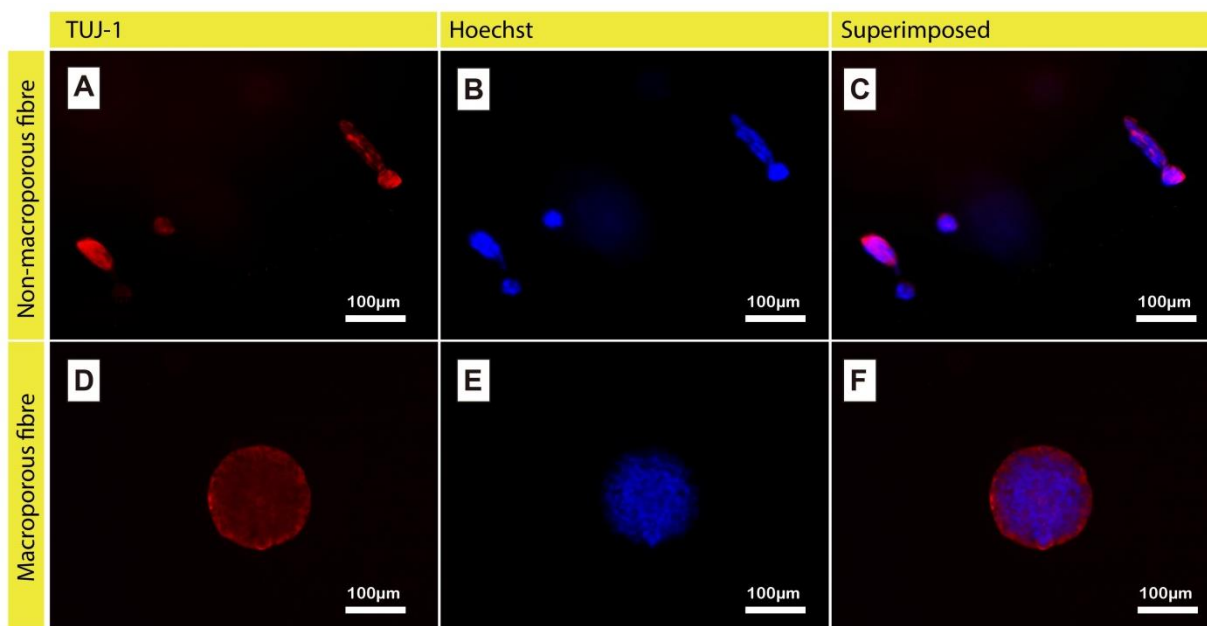 TUJ-1 Hoechst Superimposed
Non-macroporous fibre
A B C
100μm 100μm 100μm
Macroporous fibre
D E F
100μm 100μm 100μm